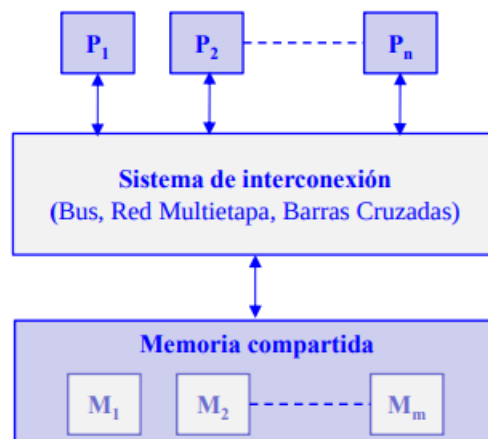 P1 P2 Pn
Sistema de interconexión
(Bus, Red Multietapa, Barras Cruzadas)
Memoria compartida
M1 M2 Mm